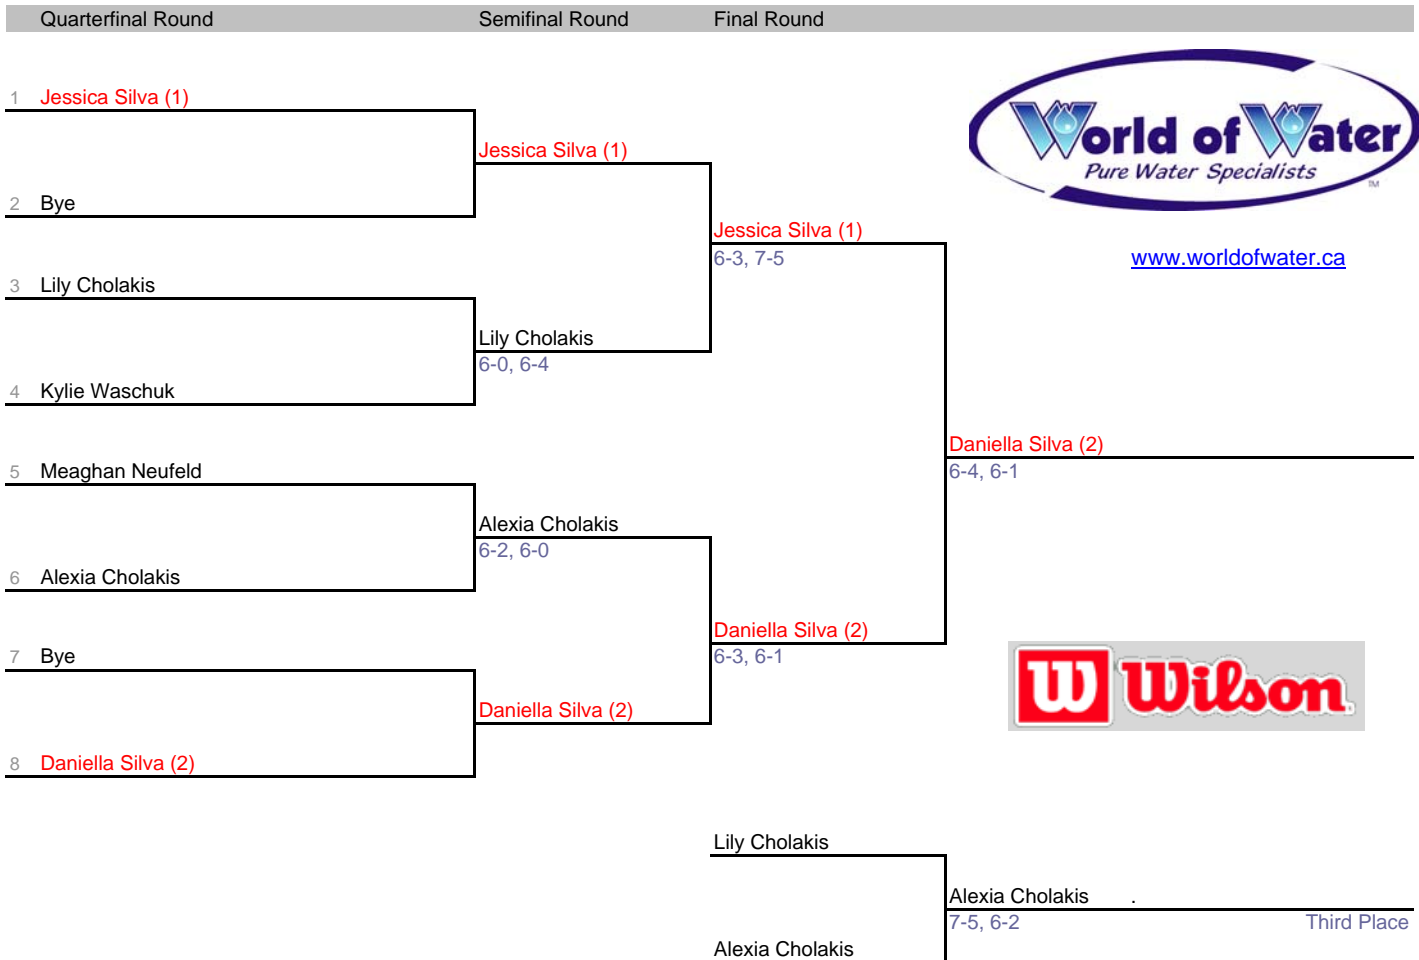 Quarterfinal Round Semifinal Round Final Round
1 Jessica Silva (1)
Jessica Silva (1)
2 Bye
Jessica Silva (1)
6-3, 7-5
3 Lily Cholakis
Lily Cholakis
6-0, 6-4
4 Kylie Waschuk
Daniella Silva (2)
6-4, 6-1
5 Meaghan Neufeld
Alexia Cholakis
6-2, 6-0
6 Alexia Cholakis
Daniella Silva (2)
6-3, 6-1
7 Bye
Daniella Silva (2)
8 Daniella Silva (2)
World of Water
Pure Water Specialists
TM
www.worldofwater.ca
W Wilson
Lily Cholakis
Alexia Cholakis .
7-5, 6-2 Third Place
Alexia Cholakis